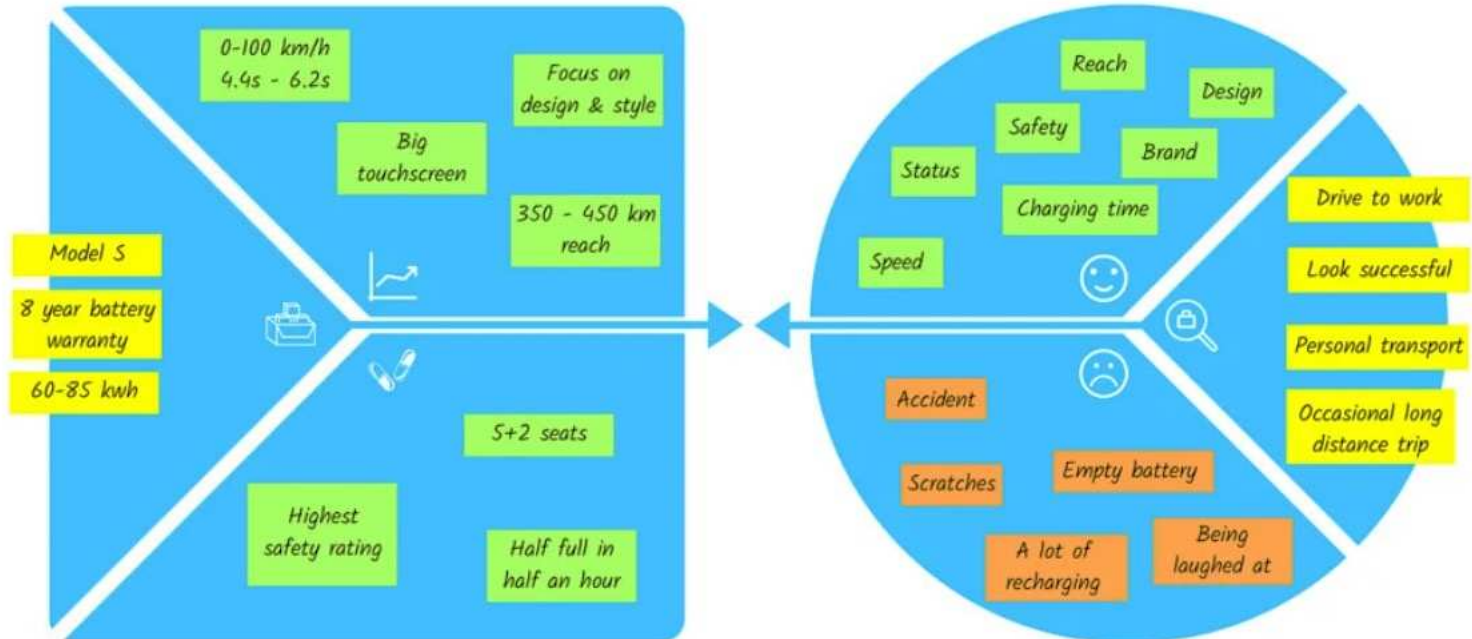 0-100 km/h
4.4s - 6.2s
Focus on
design & style
Big
touchscreen
350 - 450 km
reach
Model S
8 year battery
warranty
60-85 kwh
5+2 seats
Highest
safety rating
Half full in
half an hour
Reach
Design
Safety
Brand
Status
Charging time
Speed
Drive to work
Look successful
Personal transport
Occasional long
distance trip
Accident
Scratches
Empty battery
A lot of
recharging
Being
laughed at